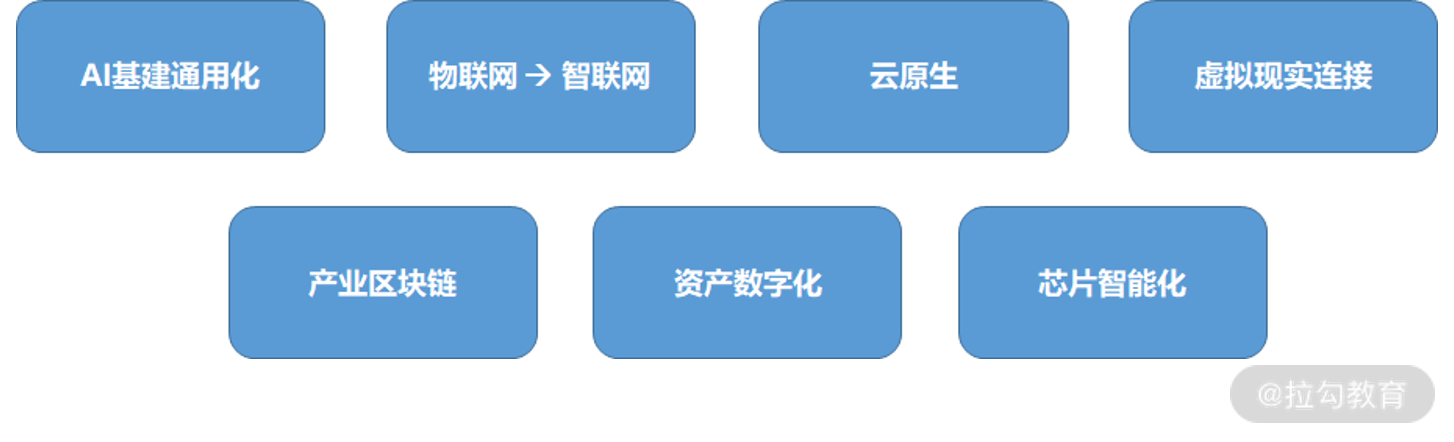 AI基建通用化
物联网 → 智联网
云原生
虚拟现实连接
产业区块链
资产数字化
芯片智能化
@拉勾教育